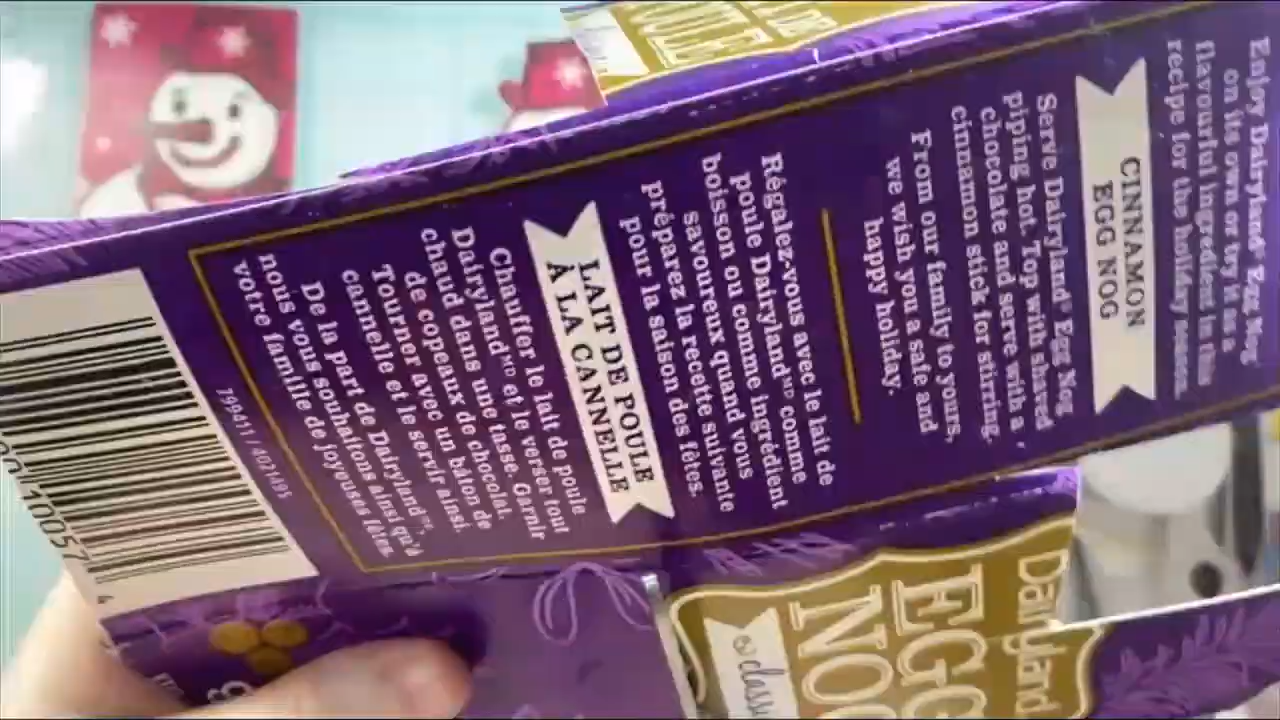 Enjoy Dairyland® Egg Nog
on its own or try it as a
flavourful ingredient in this
recipe for the holiday season.
CINNAMON
EGG NOG
Serve Dairyland® Egg Nog
piping hot. Top with shaved
chocolate and serve with a
cinnamon stick for stirring.
From our family to yours,
we wish you a safe and
happy holiday.
Régalez-vous avec le lait de
poule Dairyland MD comme
boisson ou comme ingrédient
savoureux quand vous
préparez la recette suivante
pour la saison des fêtes.
LAIT DE POULE
À LA CANNELLE
Chauffer le lait de poule
Dairyland MD et le verser tout
chaud dans une tasse. Garnir
de copeaux de chocolat.
Tourner avec un bâton de
cannelle et le servir ainsi.
De la part de Dairyland MD,
nous vous souhaitons ainsi qu'à
votre famille de joyeuses fêtes.
799411 / 4021495
Dairyland
EGG
NOG
classi